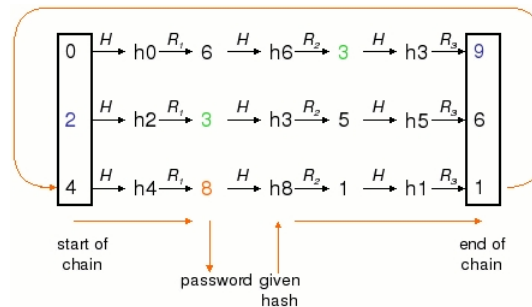 0 H h0 R₁ 6 H h6 R₂ 3 H h3 R₃ 9
2 H h2 R₁ 3 H h3 R₂ 5 H h5 R₃ 6
4 H h4 R₁ 8 H h8 R₂ 1 H h1 R₃ 1
start of
chain
password
given
hash
end of
chain